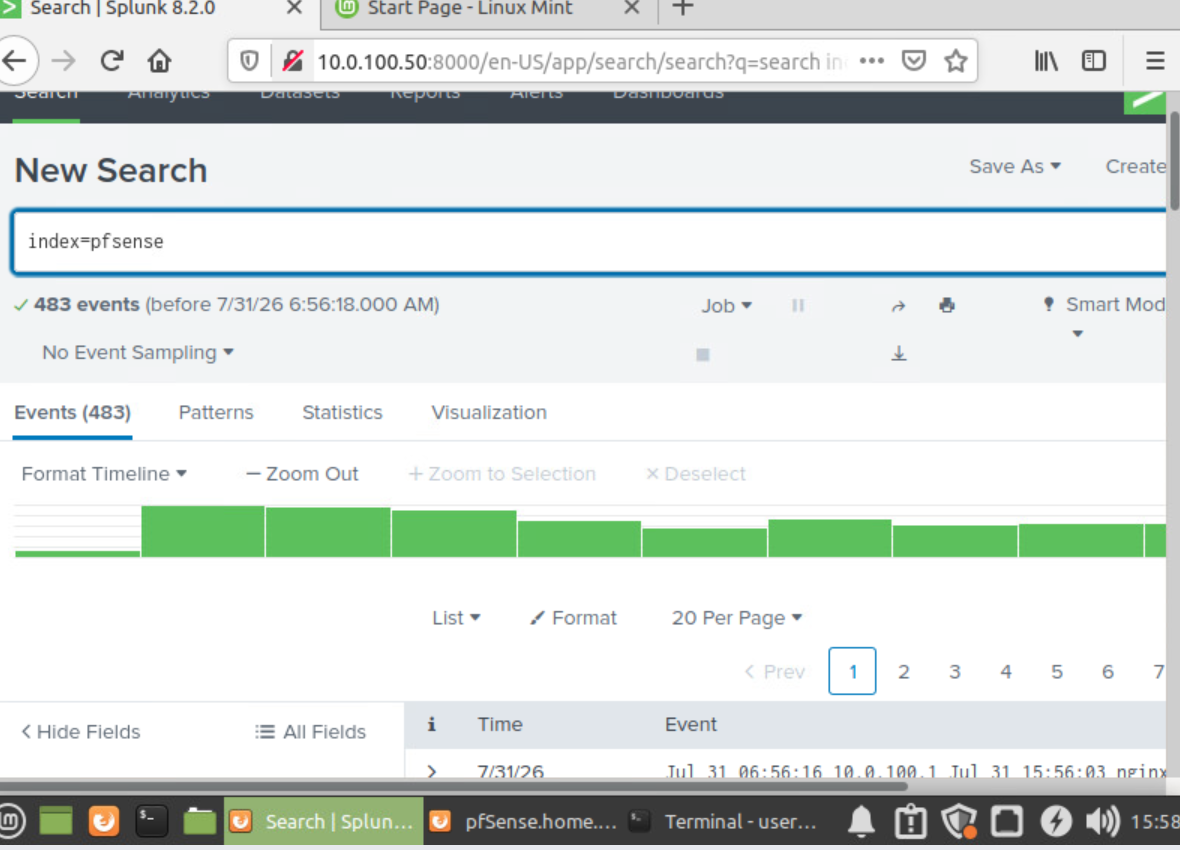 Search | Splunk 8.2.0
Start Page - Linux Mint
10.0.100.50:8000/en-US/app/search/search?q=search in
Search Analytics Datasets Reports Alerts Dashboards
New Search
Save As
Create
index=pfsense
483 events (before 7/31/26 6:56:18.000 AM)
Job
Smart Mod
No Event Sampling
Events (483) Patterns Statistics Visualization
Format Timeline — Zoom Out + Zoom to Selection × Deselect
List Format 20 Per Page
< Prev 1 2 3 4 5 6 7
< Hide Fields All Fields
i Time Event
> 7/31/26 Jul 31 06:56:16 10.0.100.1 Jul 31 15:56:03 nginx
Search | Splun... pfSense.home.... Terminal - user... 15:58